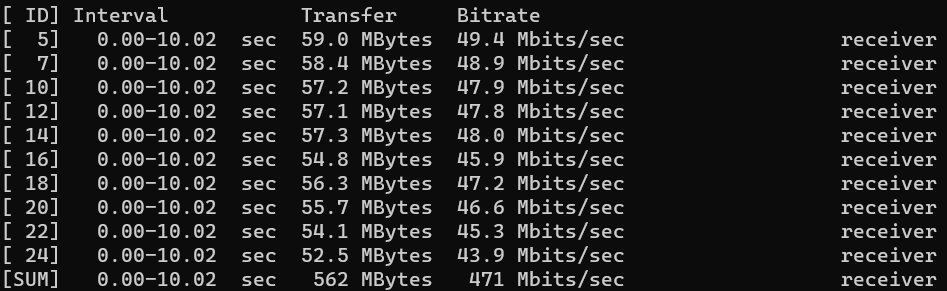 [ ID] Interval           Transfer     Bitrate
[  5]   0.00-10.02  sec  59.0 MBytes  49.4 Mbits/sec                  receiver
[  7]   0.00-10.02  sec  58.4 MBytes  48.9 Mbits/sec                  receiver
[ 10]   0.00-10.02  sec  57.2 MBytes  47.9 Mbits/sec                  receiver
[ 12]   0.00-10.02  sec  57.1 MBytes  47.8 Mbits/sec                  receiver
[ 14]   0.00-10.02  sec  57.3 MBytes  48.0 Mbits/sec                  receiver
[ 16]   0.00-10.02  sec  54.8 MBytes  45.9 Mbits/sec                  receiver
[ 18]   0.00-10.02  sec  56.3 MBytes  47.2 Mbits/sec                  receiver
[ 20]   0.00-10.02  sec  55.7 MBytes  46.6 Mbits/sec                  receiver
[ 22]   0.00-10.02  sec  54.1 MBytes  45.3 Mbits/sec                  receiver
[ 24]   0.00-10.02  sec  52.5 MBytes  43.9 Mbits/sec                  receiver
[SUM]   0.00-10.02  sec   562 MBytes   471 Mbits/sec                  receiver